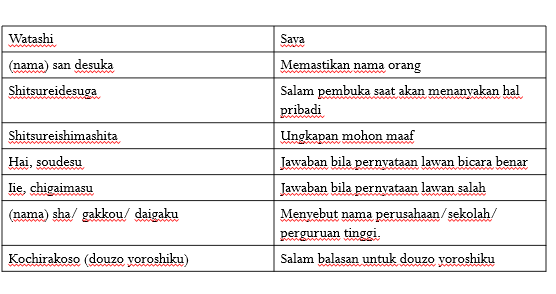 Watashi
Saya
(nama) san desuka
Memastikan nama orang
Shitsureidesuga
Salam pembuka saat akan menanyakan hal
pribadi
Shitsureishimashita
Ungkapan mohon maaf
Hai, soudesu
Jawaban bila pernyataan lawan bicara benar
Iie, chigaimasu
Jawaban bila pernyataan lawan salah
(nama) sha/ gakkou/ daigaku
Menyebut nama perusahaan/sekolah/
perguruan tinggi.
Kochirakoso (douzo yoroshiku)
Salam balasan untuk douzo yoroshiku